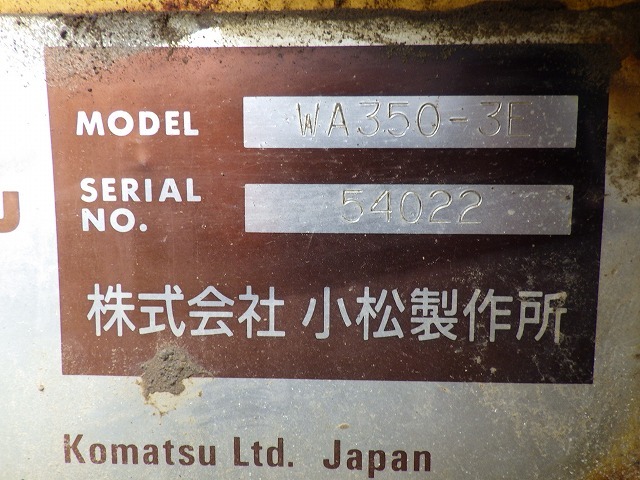 MODEL WA350-3E
SERIAL NO. 54022
株式会社 小松製作所
Komatsu Ltd. Japan